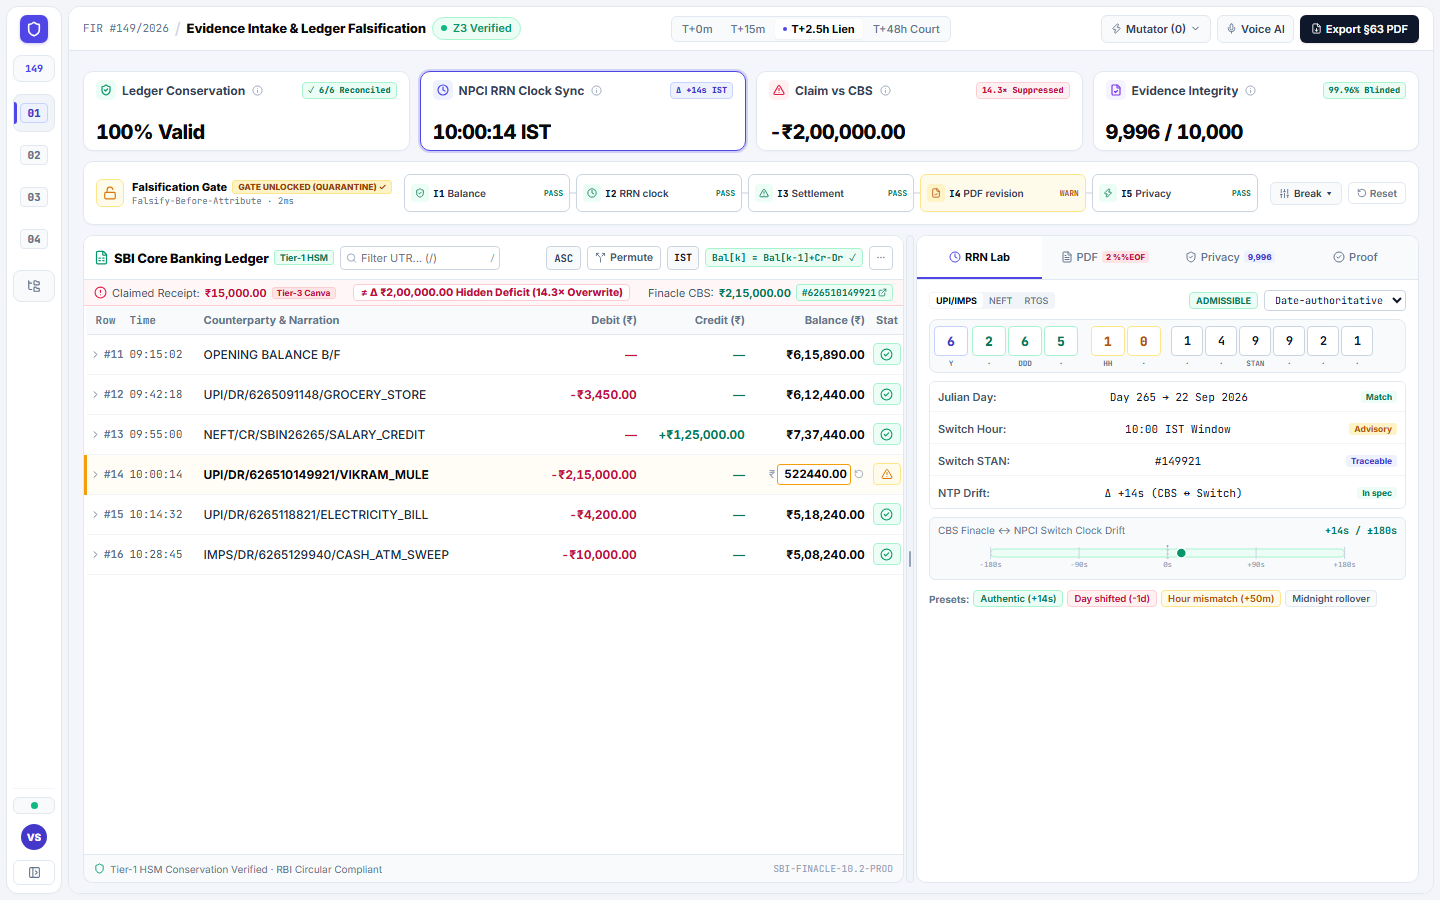 FIR #149/2026 / Evidence Intake & Ledger Falsification Z3 Verified T+0m T+15m T+2.5h Lien T+48h Court Mutator (0) Voice AI Export §63 PDF
149
01
02
03
04
VS
Ledger Conservation ✓ 6/6 Reconciled
100% Valid
NPCI RRN Clock Sync Δ +14s IST
10:00:14 IST
Claim vs CBS 14.3× Suppressed
-₹2,00,000.00
Evidence Integrity 99.96% Blinded
9,996 / 10,000
Falsification Gate GATE UNLOCKED (QUARANTINE) ✓
Falsify-Before-Attribute · 2ms
I1 Balance PASS
I2 RRN clock PASS
I3 Settlement PASS
I4 PDF revision WARN
I5 Privacy PASS
Break ▾ Reset
SBI Core Banking Ledger Tier-1 HSM Filter UTR... (/) / ASC Permute IST Bal[k] = Bal[k-1]+Cr-Dr ✓ ...
Claimed Receipt: ₹15,000.00 Tier-3 Canva ≠ Δ ₹2,00,000.00 Hidden Deficit (14.3× Overwrite) Finacle CBS: ₹2,15,000.00 #626510149921
Row Time Counterparty & Narration Debit (₹) Credit (₹) Balance (₹) Stat
#11 09:15:02 OPENING BALANCE B/F — — ₹6,15,890.00
#12 09:42:18 UPI/DR/6265091148/GROCERY_STORE -₹3,450.00 — ₹6,12,440.00
#13 09:55:00 NEFT/CR/SBIN26265/SALARY_CREDIT — +₹1,25,000.00 ₹7,37,440.00
#14 10:00:14 UPI/DR/626510149921/VIKRAM_MULE -₹2,15,000.00 — ₹ 522440.00
#15 10:14:32 UPI/DR/6265118821/ELECTRICITY_BILL -₹4,200.00 — ₹5,18,240.00
#16 10:28:45 IMPS/DR/6265129940/CASH_ATM_SWEEP -₹10,000.00 — ₹5,08,240.00
Tier-1 HSM Conservation Verified · RBI Circular Compliant SBI-FINACLE-10.2-PROD
RRN Lab PDF 2 %%EOF Privacy 9,996 Proof
UPI/IMPS NEFT RTGS ADMISSIBLE Date-authoritative
6 2 6 5 1 0 1 4 9 9 2 1
Y · DDD · HH · · · STAN · · ·
Julian Day: Day 265 → 22 Sep 2026 Match
Switch Hour: 10:00 IST Window Advisory
Switch STAN: #149921 Traceable
NTP Drift: Δ +14s (CBS ↔ Switch) In spec
CBS Finacle ↔ NPCI Switch Clock Drift +14s / ±180s
-180s -90s 0s +90s +180s
Presets: Authentic (+14s) Day shifted (-1d) Hour mismatch (+50m) Midnight rollover